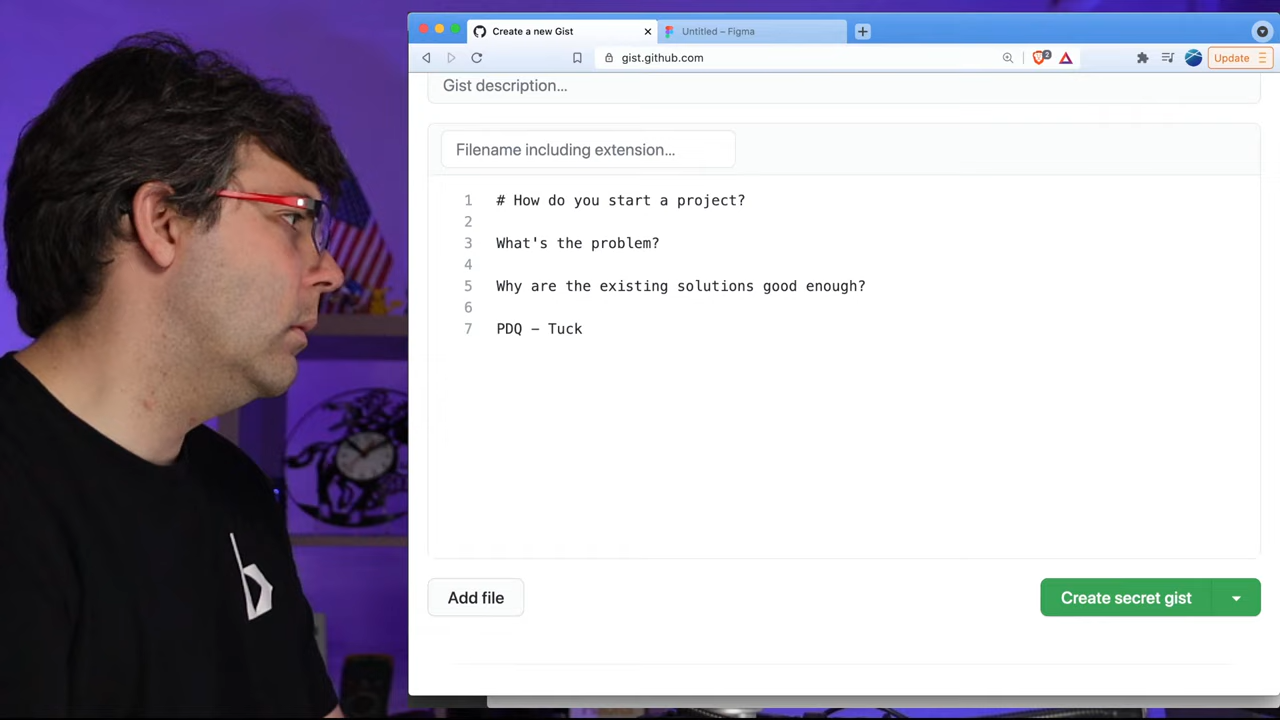 Create a new Gist
Untitled – Figma
gist.github.com
2
Update
Gist description...
Filename including extension...
1 # How do you start a project?
2
3 What's the problem?
4
5 Why are the existing solutions good enough?
6
7 PDQ – Tuck
Add file
Create secret gist